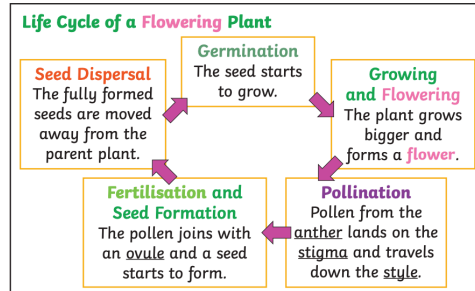 Life Cycle of a Flowering Plant
Germination
The seed starts
to grow.
Growing
and Flowering
The plant grows
bigger and
forms a flower.
Pollination
Pollen from the
anther lands on the
stigma and travels
down the style.
Fertilisation and
Seed Formation
The pollen joins with
an ovule and a seed
starts to form.
Seed Dispersal
The fully formed
seeds are moved
away from the
parent plant.